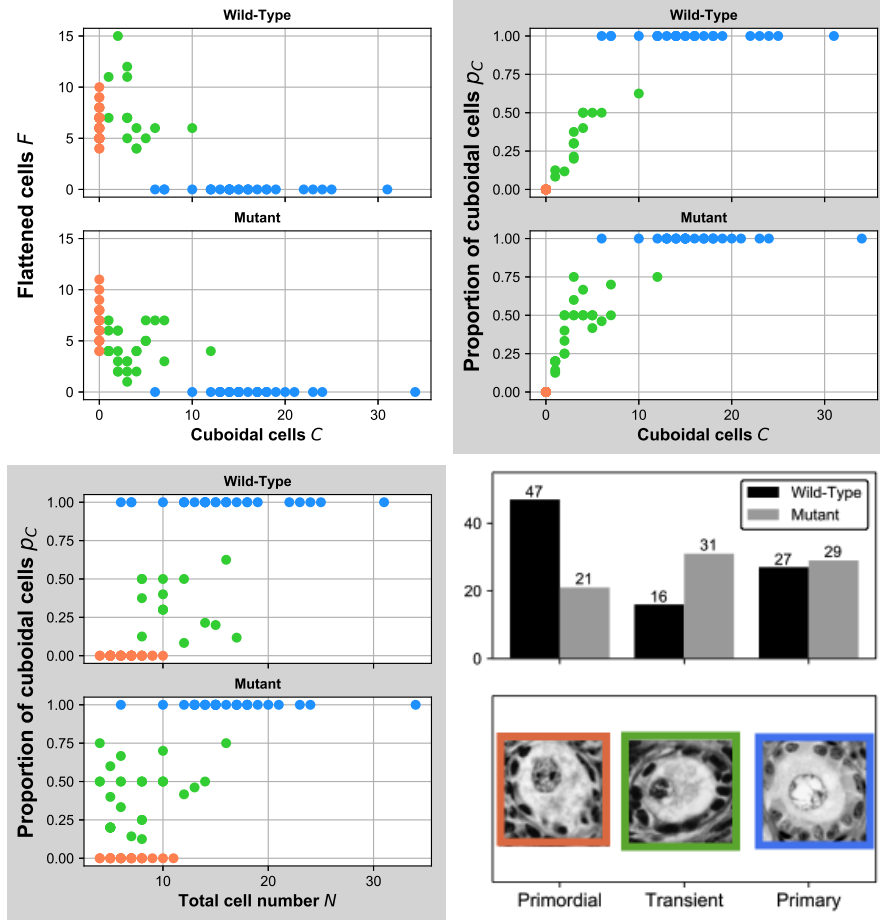 Wild-Type
15
10
5
0
Mutant
15
10
5
0
0 10 20 30
Flattened cells F
Cuboidal cells C
Wild-Type
1.00
0.75
0.50
0.25
0.00
Mutant
1.00
0.75
0.50
0.25
0.00
0 10 20 30
Proportion of cuboidal cells pC
Cuboidal cells C
Wild-Type
1.00
0.75
0.50
0.25
0.00
Mutant
1.00
0.75
0.50
0.25
0.00
10 20 30
Proportion of cuboidal cells pC
Total cell number N
Wild-Type
Mutant
40
20
0
47
21
16
31
27
29
Primordial Transient Primary